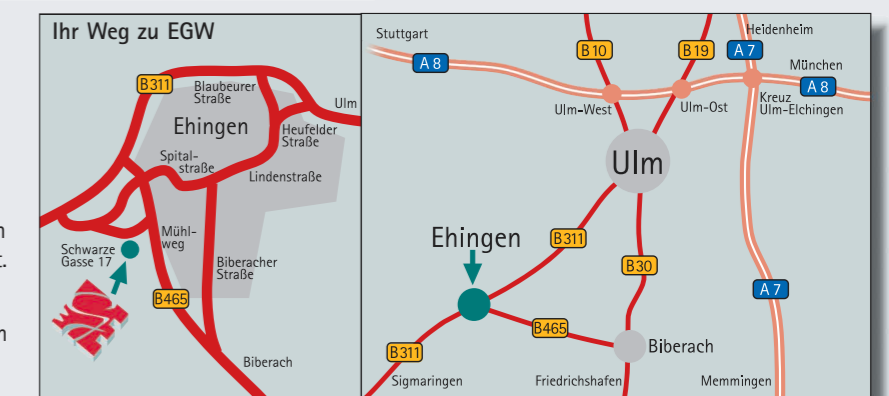 Ihr Weg zu EGW
B311
Blaubeurer
Straße
Ulm
Ehingen
Heufelder
Straße
Spital-
straße
Lindenstraße
Mühl-
weg
Schwarze
Gasse 17
Biberacher
Straße
B465
Biberach
Stuttgart
A 8
B10
B19
Heidenheim
A 7
München
A 8
Ulm-West
Ulm-Ost
Kreuz
Ulm-Elchingen
Ulm
Ehingen
B311
B30
A 7
B465
Biberach
B311
Sigmaringen
Friedrichshafen
Memmingen